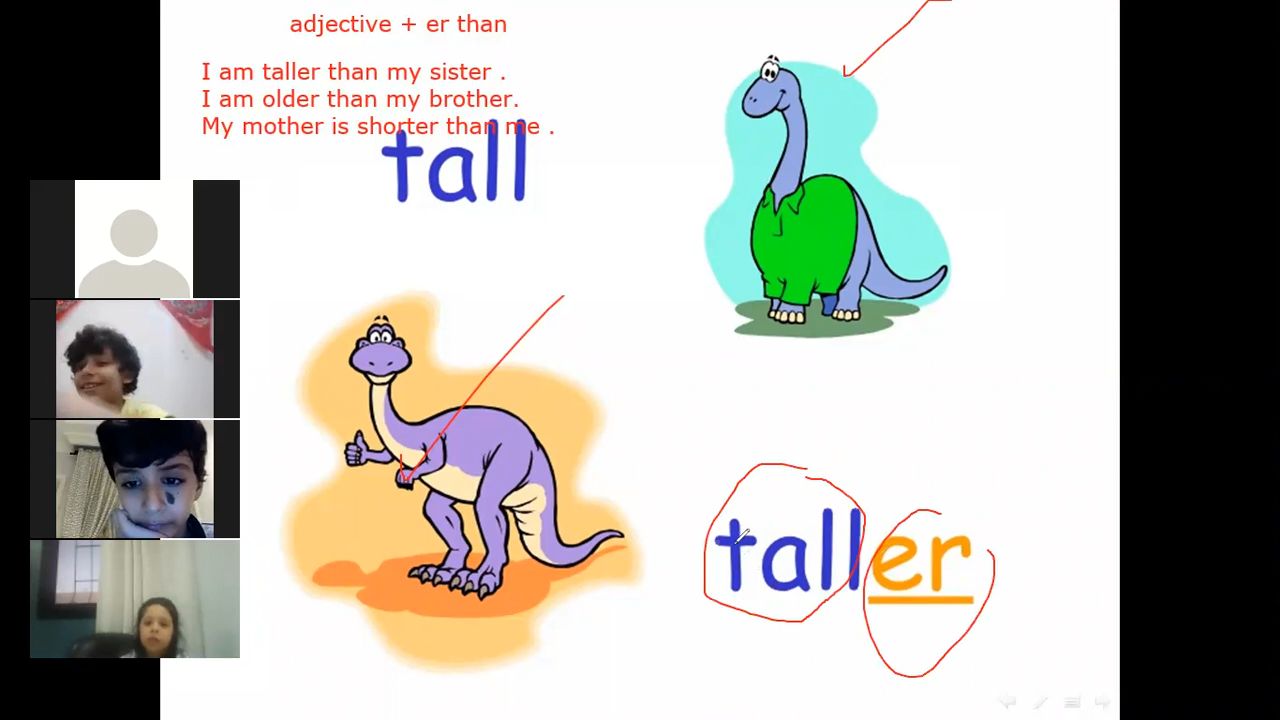 adjective + er than
I am taller than my sister .
I am older than my brother.
My mother is shorter than me .
tall
taller